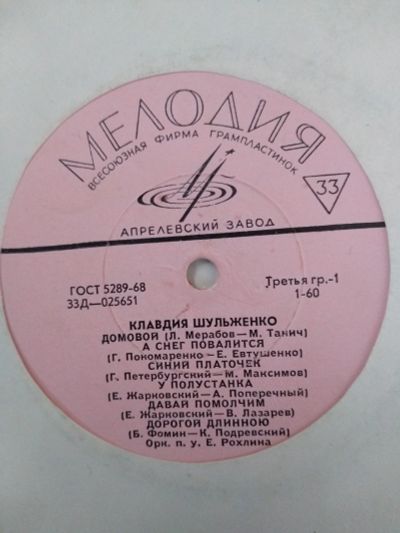 МЕЛОДИЯ
ВСЕСОЮЗНАЯ ФИРМА ГРАМПЛАСТИНОК
33
АПРЕЛЕВСКИЙ ЗАВОД
ГОСТ 5289-68
33Д—025651
Третья гр.-1
1-60
КЛАВДИЯ ШУЛЬЖЕНКО
ДОМОВОЙ (Л. Мерабов—М. Танич)
А СНЕГ ПОВАЛИТСЯ
(Г. Пономаренко—Е. Евтушенко)
СИНИЙ ПЛАТОЧЕК
(Г. Петербургский—М. Максимов)
У ПОЛУСТАНКА
(Е. Жарковский—А. Поперечный)
ДАВАЙ ПОМОЛЧИМ
(Е. Жарковский—В. Лазарев)
ДОРОГОЙ ДЛИННОЮ
(Б. Фомин—К. Подревский)
Орк. п. у. Е. Рохлина